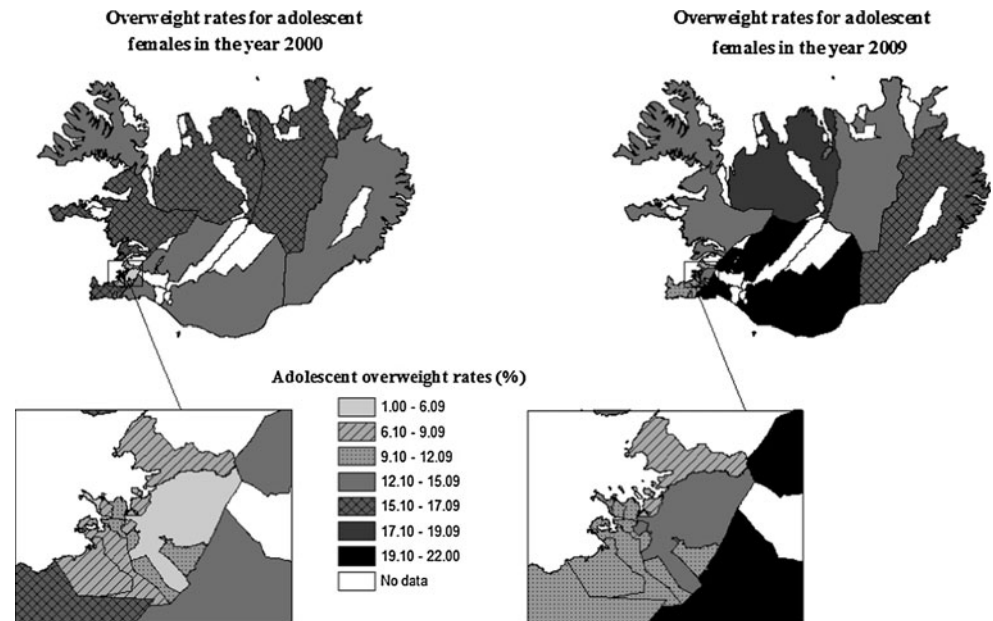 Overweight rates for adolescent
females in the year 2000
Overweight rates for adolescent
females in the year 2009
Adolescent overweight rates (%)
1.00 - 6.09
6.10 - 9.09
9.10 - 12.09
12.10 - 15.09
15.10 - 17.09
17.10 - 19.09
19.10 - 22.00
No data